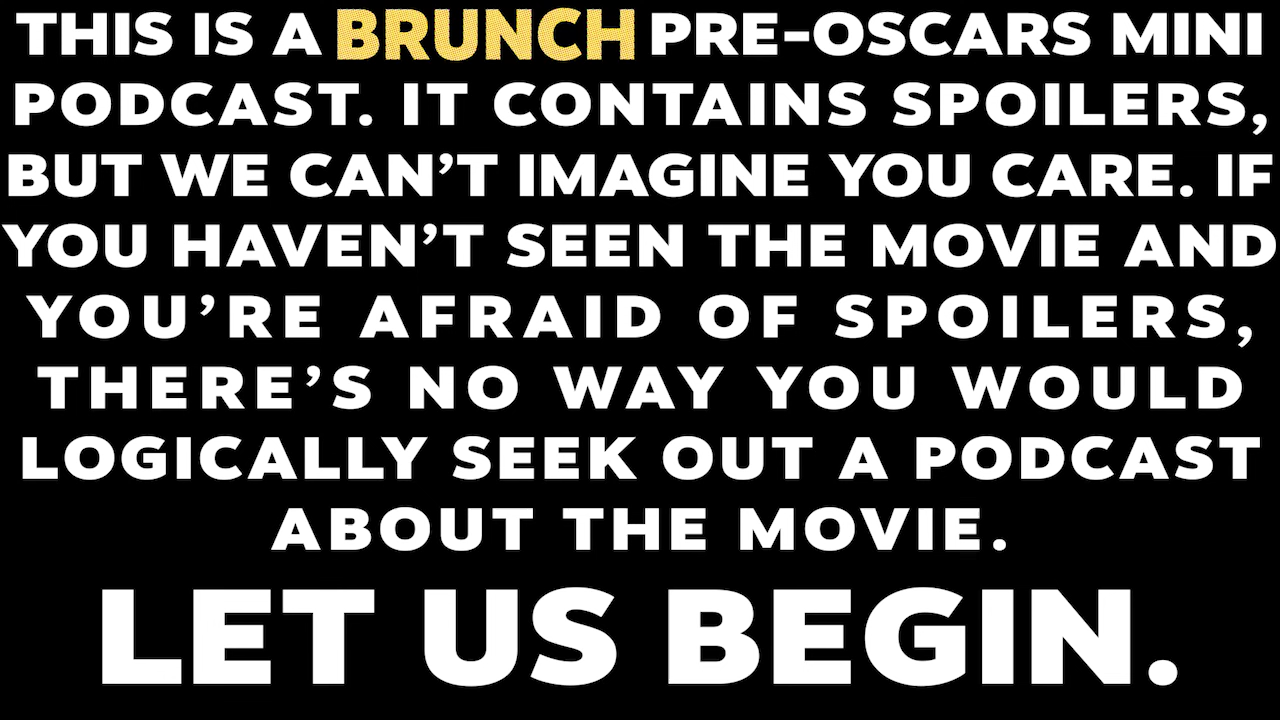 THIS IS A BRUNCH PRE-OSCARS MINI
PODCAST. IT CONTAINS SPOILERS,
BUT WE CAN'T IMAGINE YOU CARE. IF
YOU HAVEN'T SEEN THE MOVIE AND
YOU'RE AFRAID OF SPOILERS,
THERE'S NO WAY YOU WOULD
LOGICALLY SEEK OUT A PODCAST
ABOUT THE MOVIE.
LET US BEGIN.